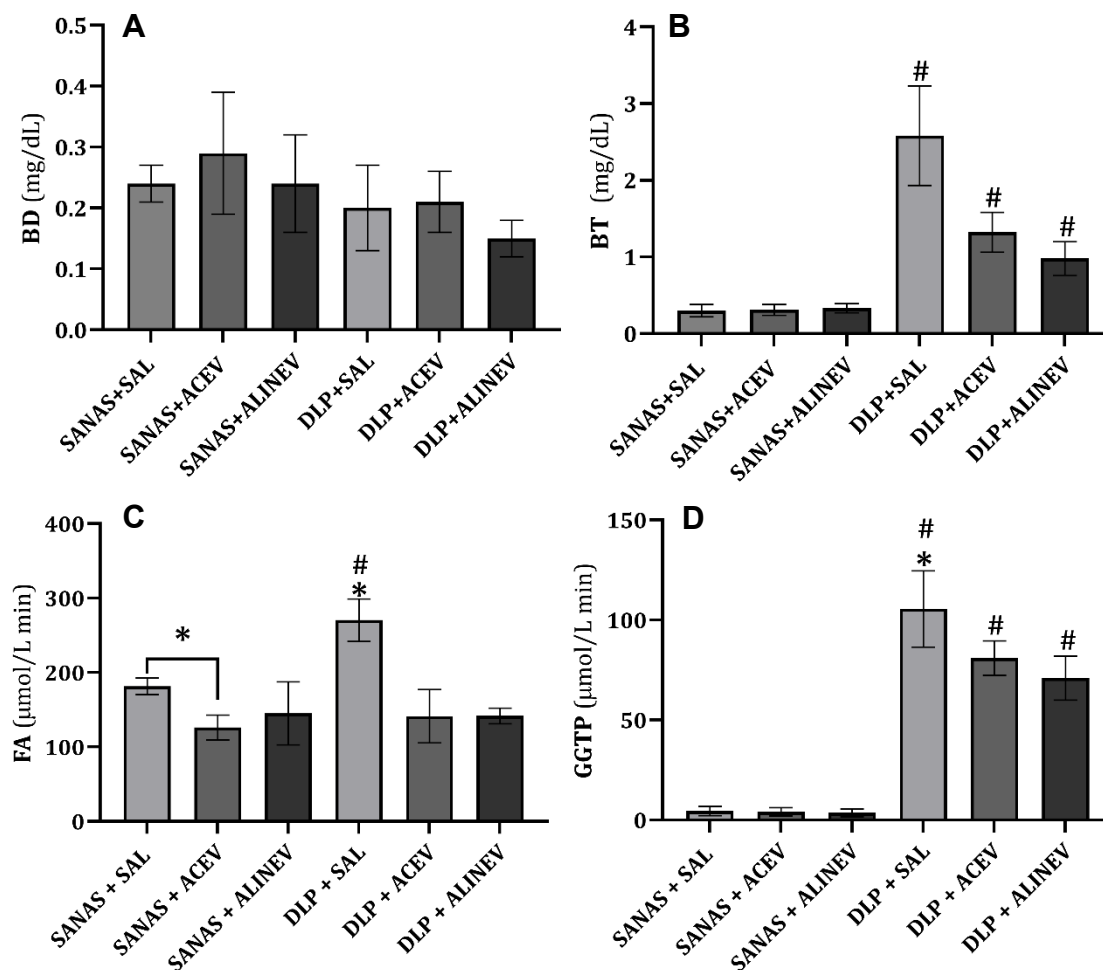 A
BD (mg/dL)
0.5
0.4
0.3
0.2
0.1
0.0
SANAS+SAL
SANAS+ACEV
SANAS+ALINEV
DLP+SAL
DLP+ACEV
DLP+ALINEV
B
BT (mg/dL)
4
3
2
1
0
#
#
#
SANAS+SAL
SANAS+ACEV
SANAS+ALINEV
DLP+SAL
DLP+ACEV
DLP+ALINEV
C
FA (μmol/L min)
400
300
200
100
0
*
#
*
SANAS + SAL
SANAS + ACEV
SANAS + ALINEV
DLP + SAL
DLP + ACEV
DLP + ALINEV
D
GGTP (μmol/L min)
150
100
50
0
#
*
#
#
SANAS + SAL
SANAS + ACEV
SANAS + ALINEV
DLP + SAL
DLP + ACEV
DLP + ALINEV